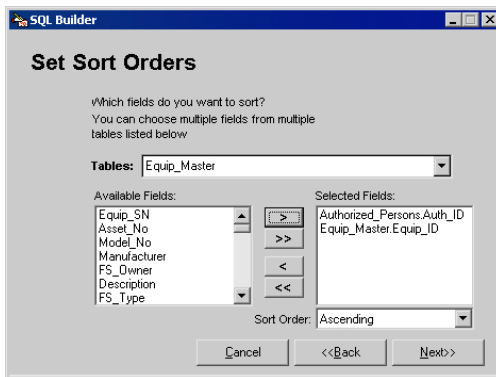 SQL Builder
Set Sort Orders
Which fields do you want to sort?
You can choose multiple fields from multiple
tables listed below
Tables: Equip_Master
Available Fields:
Equip_SN
Asset_No
Model_No
Manufacturer
FS_Owner
Description
FS_Type
>
>>
<
<<
Selected Fields:
Authorized_Persons.Auth_ID
Equip_Master.Equip_ID
Sort Order: Ascending
Cancel
<<Back
Next>>